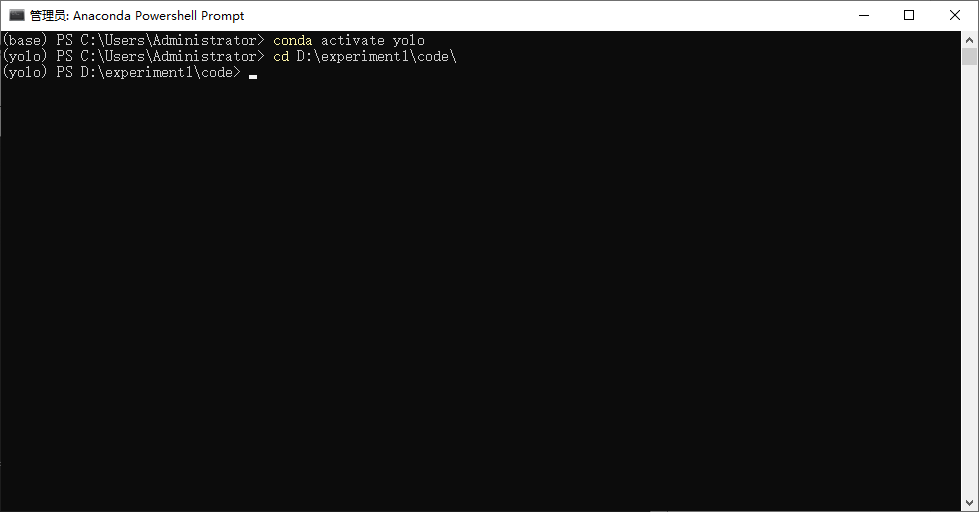 管理员: Anaconda Powershell Prompt
(base) PS C:\Users\Administrator> conda activate yolo
(yolo) PS C:\Users\Administrator> cd D:\experiment1\code\
(yolo) PS D:\experiment1\code>